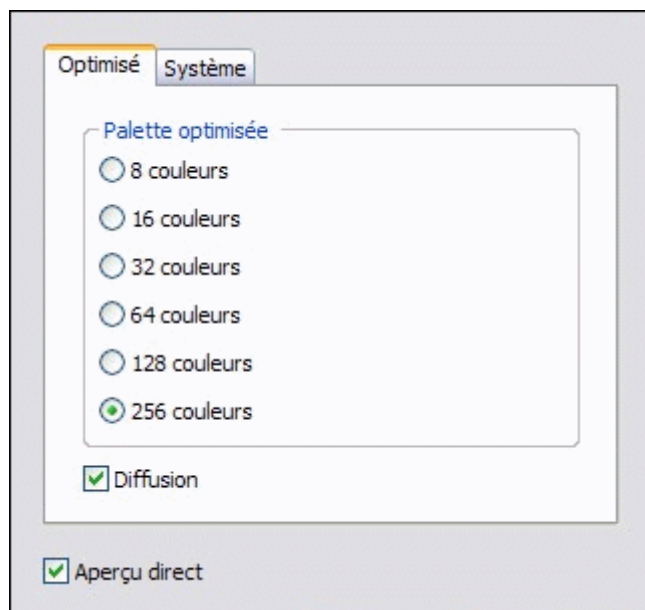 Optimisé Système
Palette optimisée
8 couleurs
16 couleurs
32 couleurs
64 couleurs
128 couleurs
256 couleurs
Diffusion
Aperçu direct